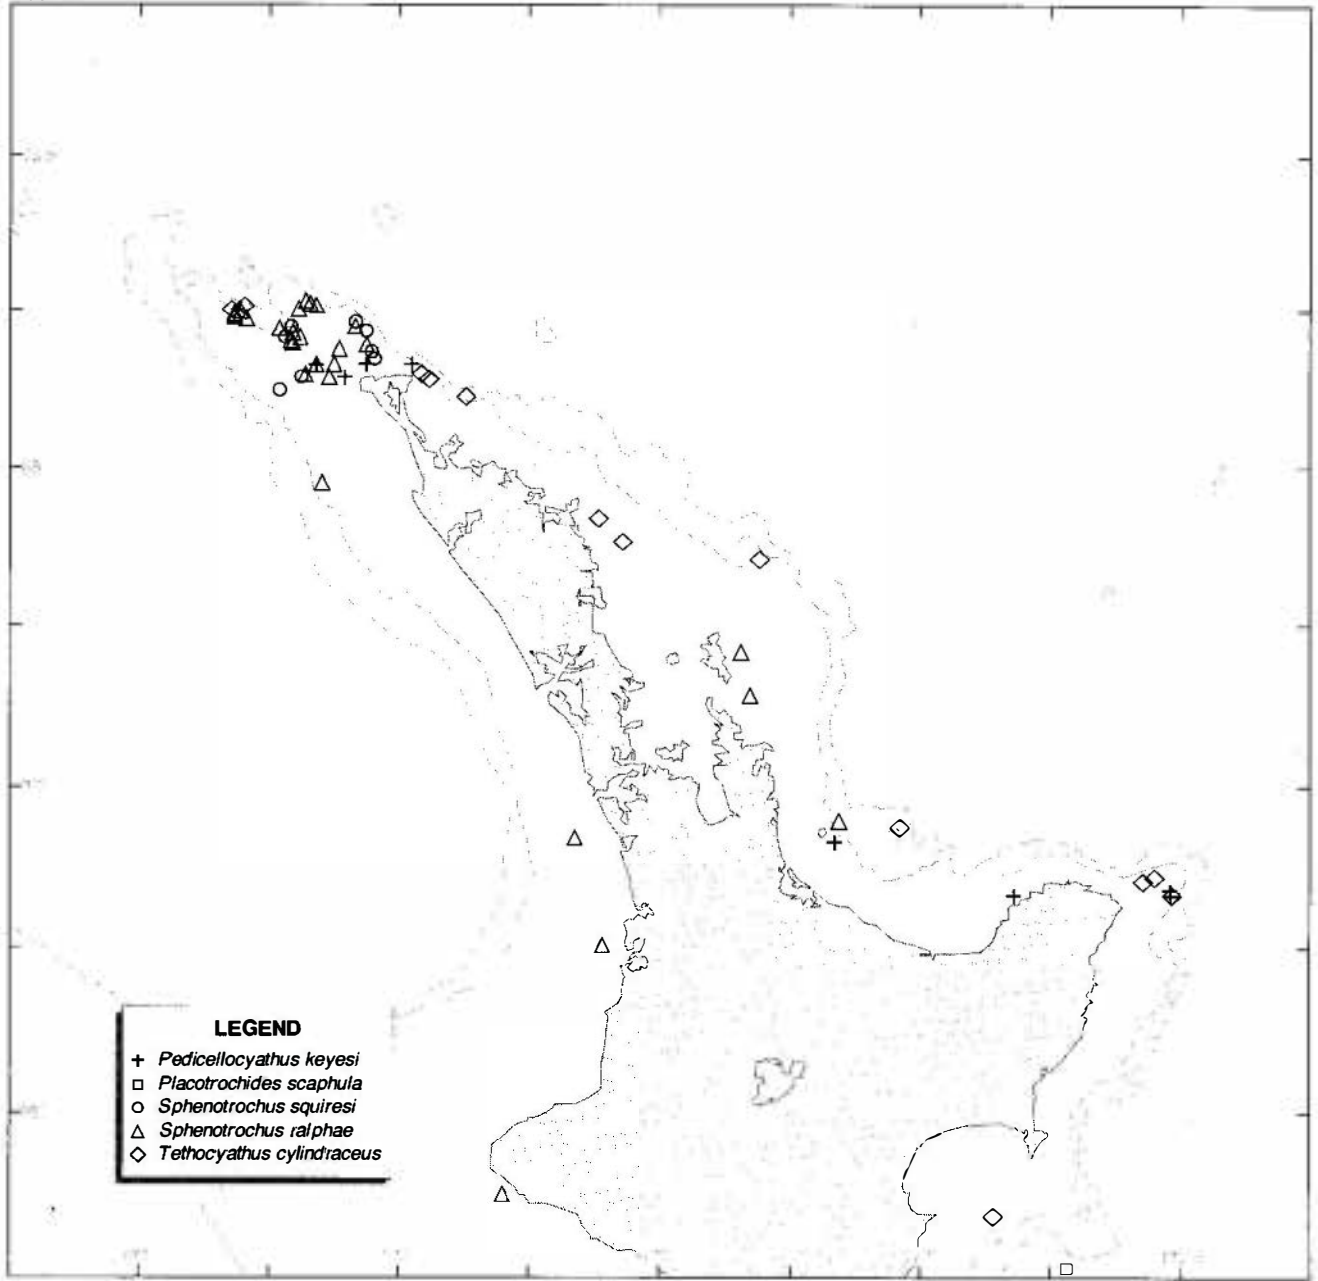 LEGEND
+ Pedicellocyathus keyesi
□ Placotrochides scaphula
○ Sphenotrochus squiresi
△ Sphenotrochus ralphae
◇ Tethocyathus cylindraceus